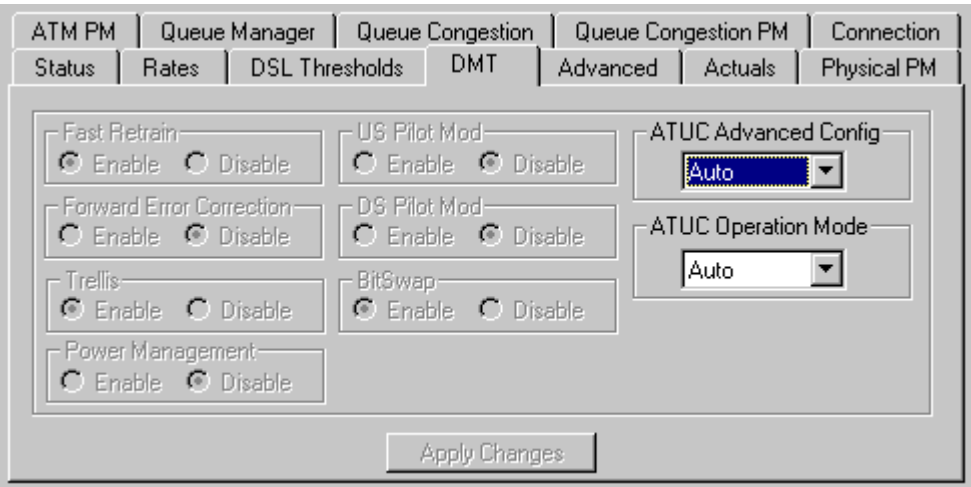 ATM PM Queue Manager Queue Congestion Queue Congestion PM Connection
Status Rates DSL Thresholds DMT Advanced Actuals Physical PM
Fast Retrain US Pilot Mod ATUC Advanced Config
Enable Disable Enable Disable Auto
Forward Error Correction DS Pilot Mod ATUC Operation Mode
Enable Disable Enable Disable Auto
Trellis BitSwap
Enable Disable Enable Disable
Power Management
Enable Disable
Apply Changes